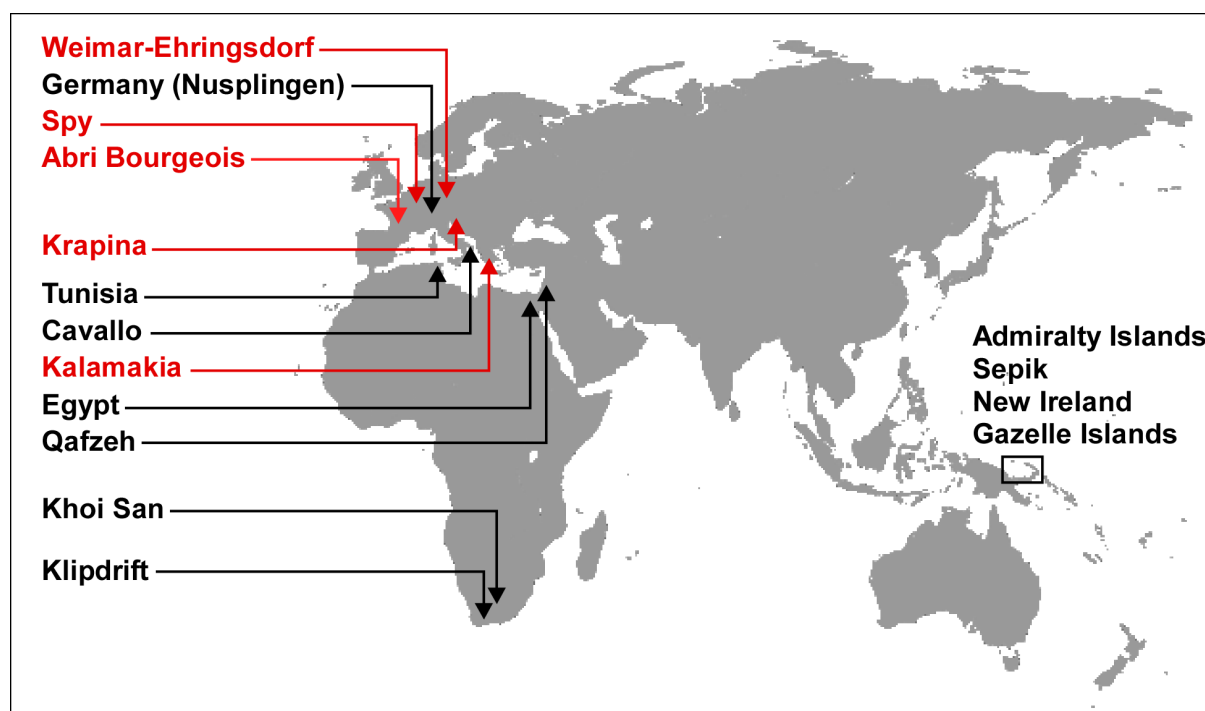 Weimar-Ehringsdorf
Germany (Nusplingen)
Spy
Abri Bourgeois
Krapina
Tunisia
Cavallo
Kalamakia
Egypt
Qafzeh
Khoi San
Klipdrift
Admiralty Islands
Sepik
New Ireland
Gazelle Islands